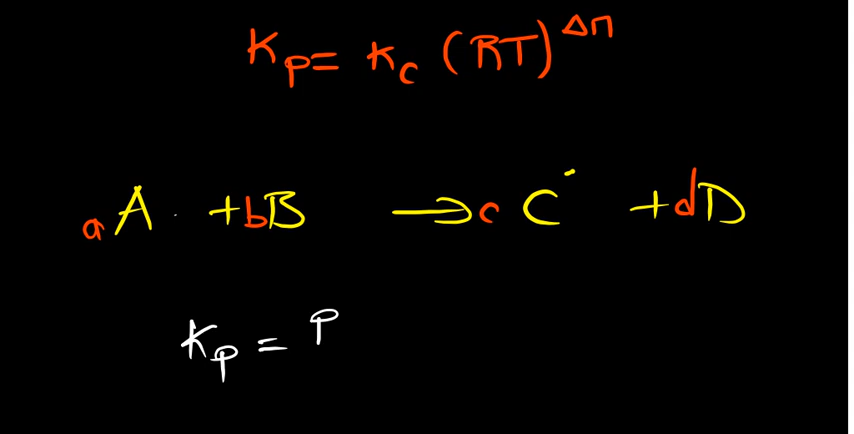 Kp = Kc (RT)^Δn
aA + bB → cC + dD
Kp = P